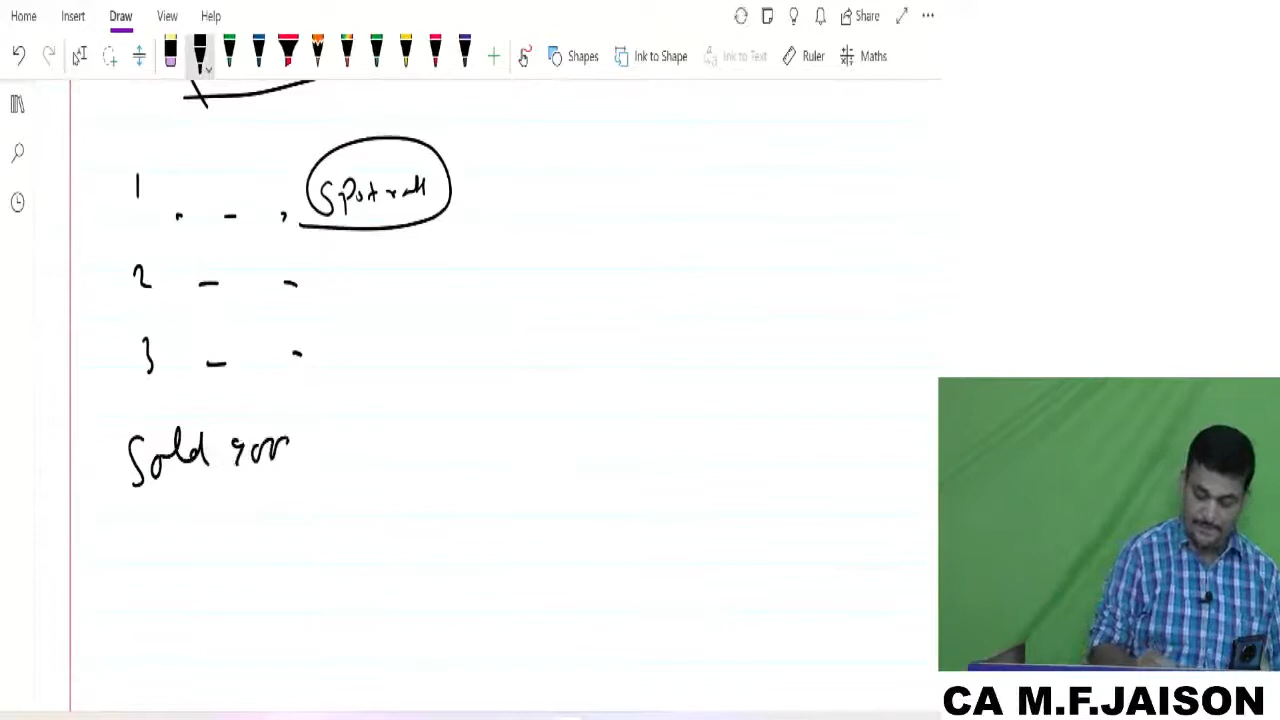 Home Insert Draw View Help Share
Shapes Ink to Shape Ink to Text Ruler Maths
1 . - , Spot rate
2 - -
3 - -
Sold
CA M.F.JAISON